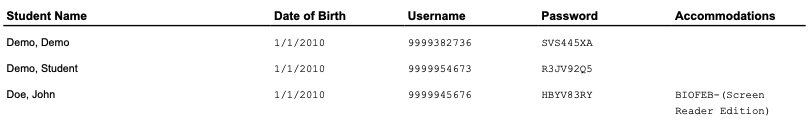 Student Name Date of Birth Username Password Accommodations
Demo, Demo 1/1/2010 9999382736 SVS445XA
Demo, Student 1/1/2010 9999954673 R3JV92Q5
Doe, John 1/1/2010 9999945676 HBYV83RY BIOFEB-(Screen
Reader Edition)